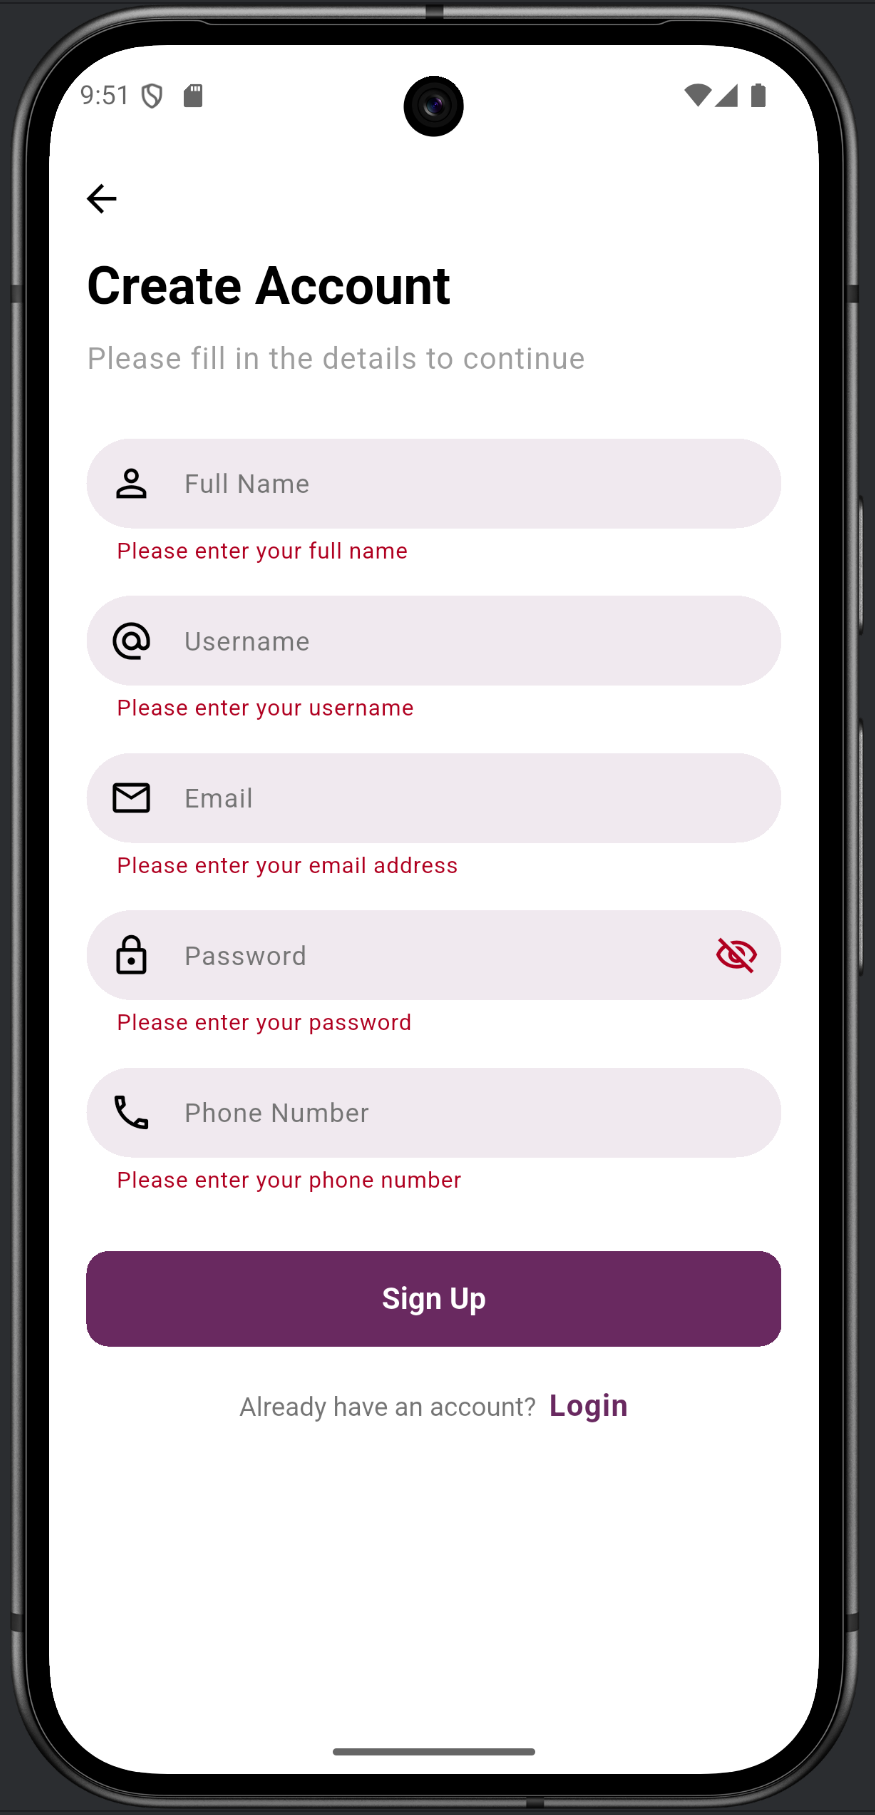 9:51
Create Account
Please fill in the details to continue
Full Name
Please enter your full name
Username
Please enter your username
Email
Please enter your email address
Password
Please enter your password
Phone Number
Please enter your phone number
Sign Up
Already have an account? Login